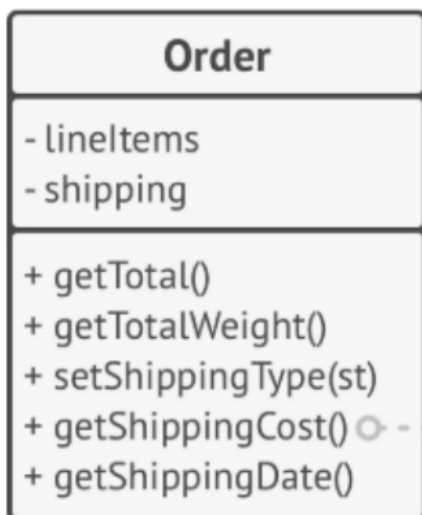 Order
- lineItems
- shipping
+ getTotal()
+ getTotalWeight()
+ setShippingType(st)
+ getShippingCost()
+ getShippingDate()